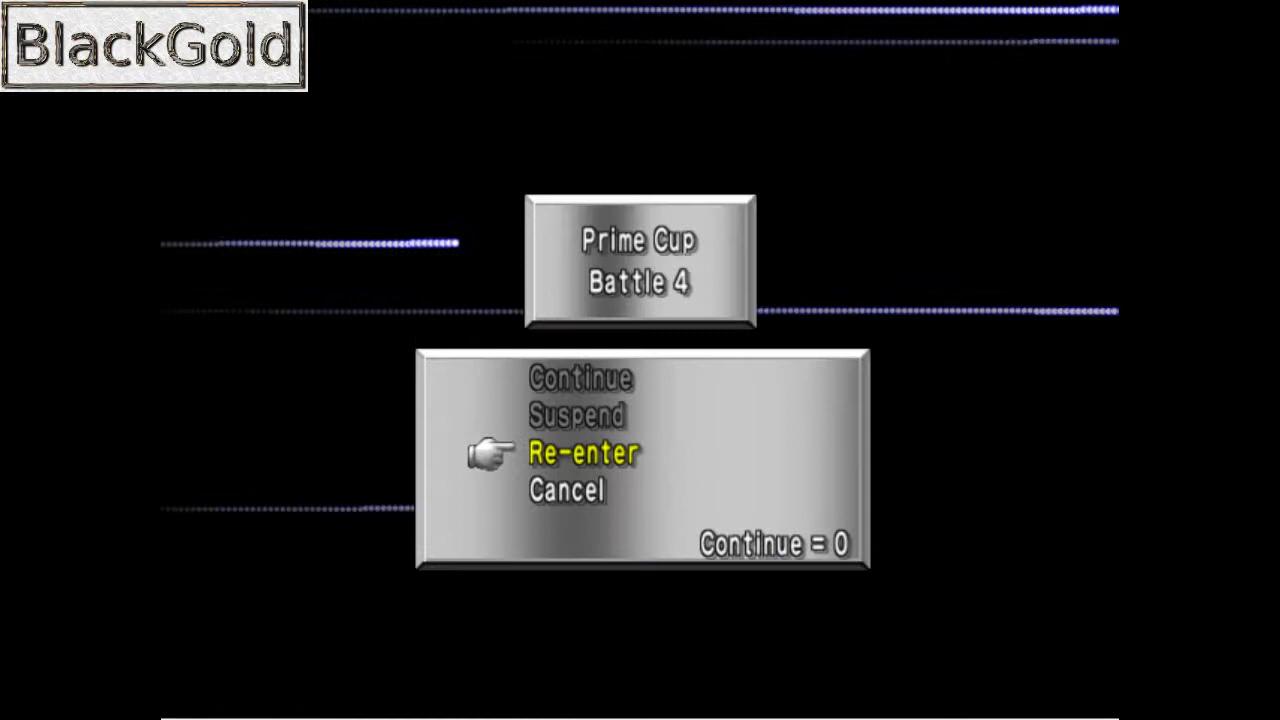 BlackGold
Prime Cup
Battle 4
Continue
Suspend
Re-enter
Cancel
Continue = 0